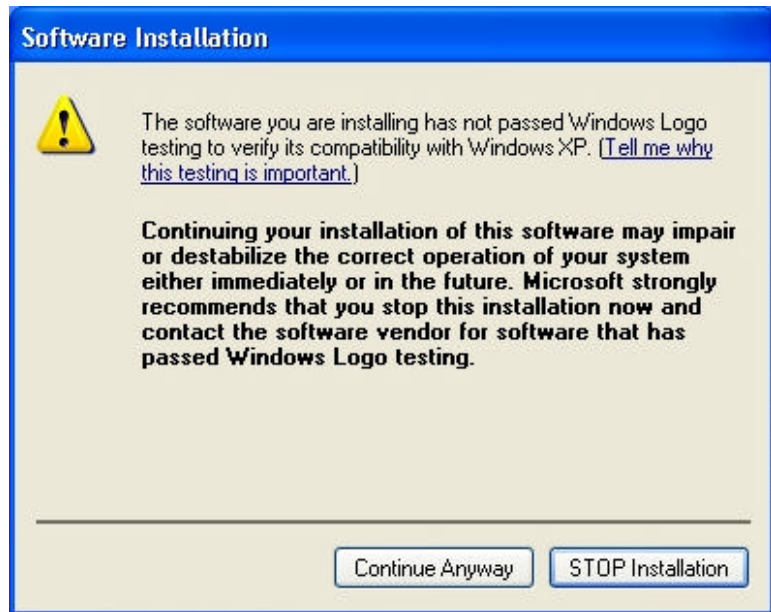 Software Installation
The software you are installing has not passed Windows Logo
testing to verify its compatibility with Windows XP. (Tell me why
this testing is important.)
Continuing your installation of this software may impair
or destabilize the correct operation of your system
either immediately or in the future. Microsoft strongly
recommends that you stop this installation now and
contact the software vendor for software that has
passed Windows Logo testing.
Continue Anyway
STOP Installation